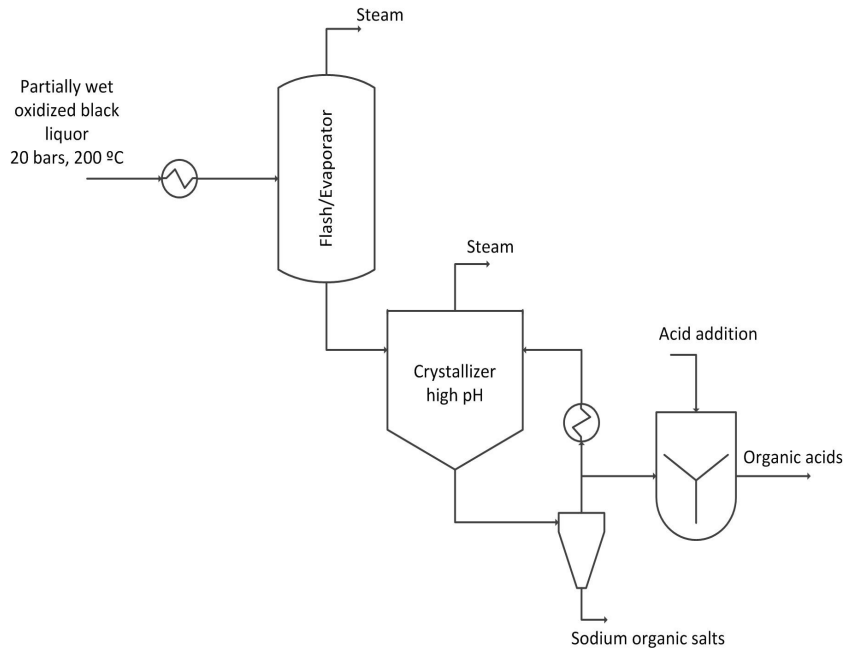 Steam
Partially wet
oxidized black
liquor
20 bars, 200 ºC
Flash/Evaporator
Steam
Acid addition
Crystallizer
high pH
Organic acids
Sodium organic salts